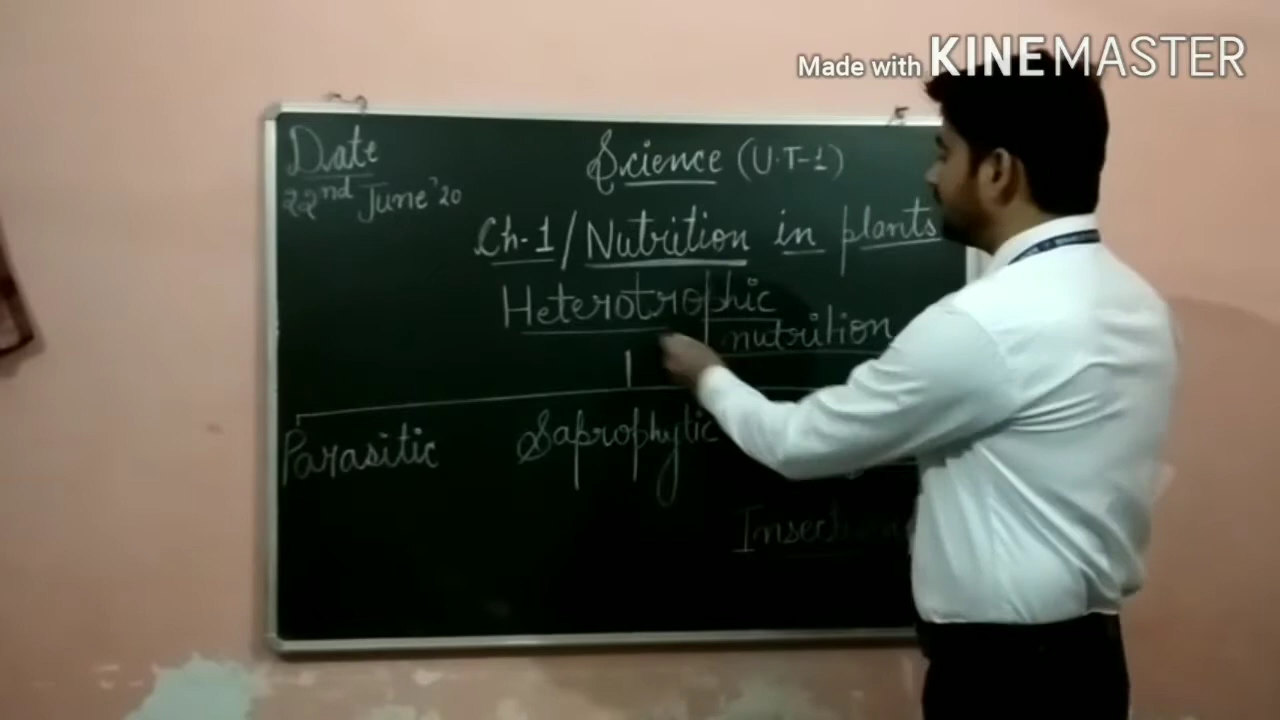 Made with KINEMASTER
Date
22nd June'20
Science (U.T-1)
Ch-1/Nutrition in plants
Heterotrophic
nutrition
Parasitic Saprophytic